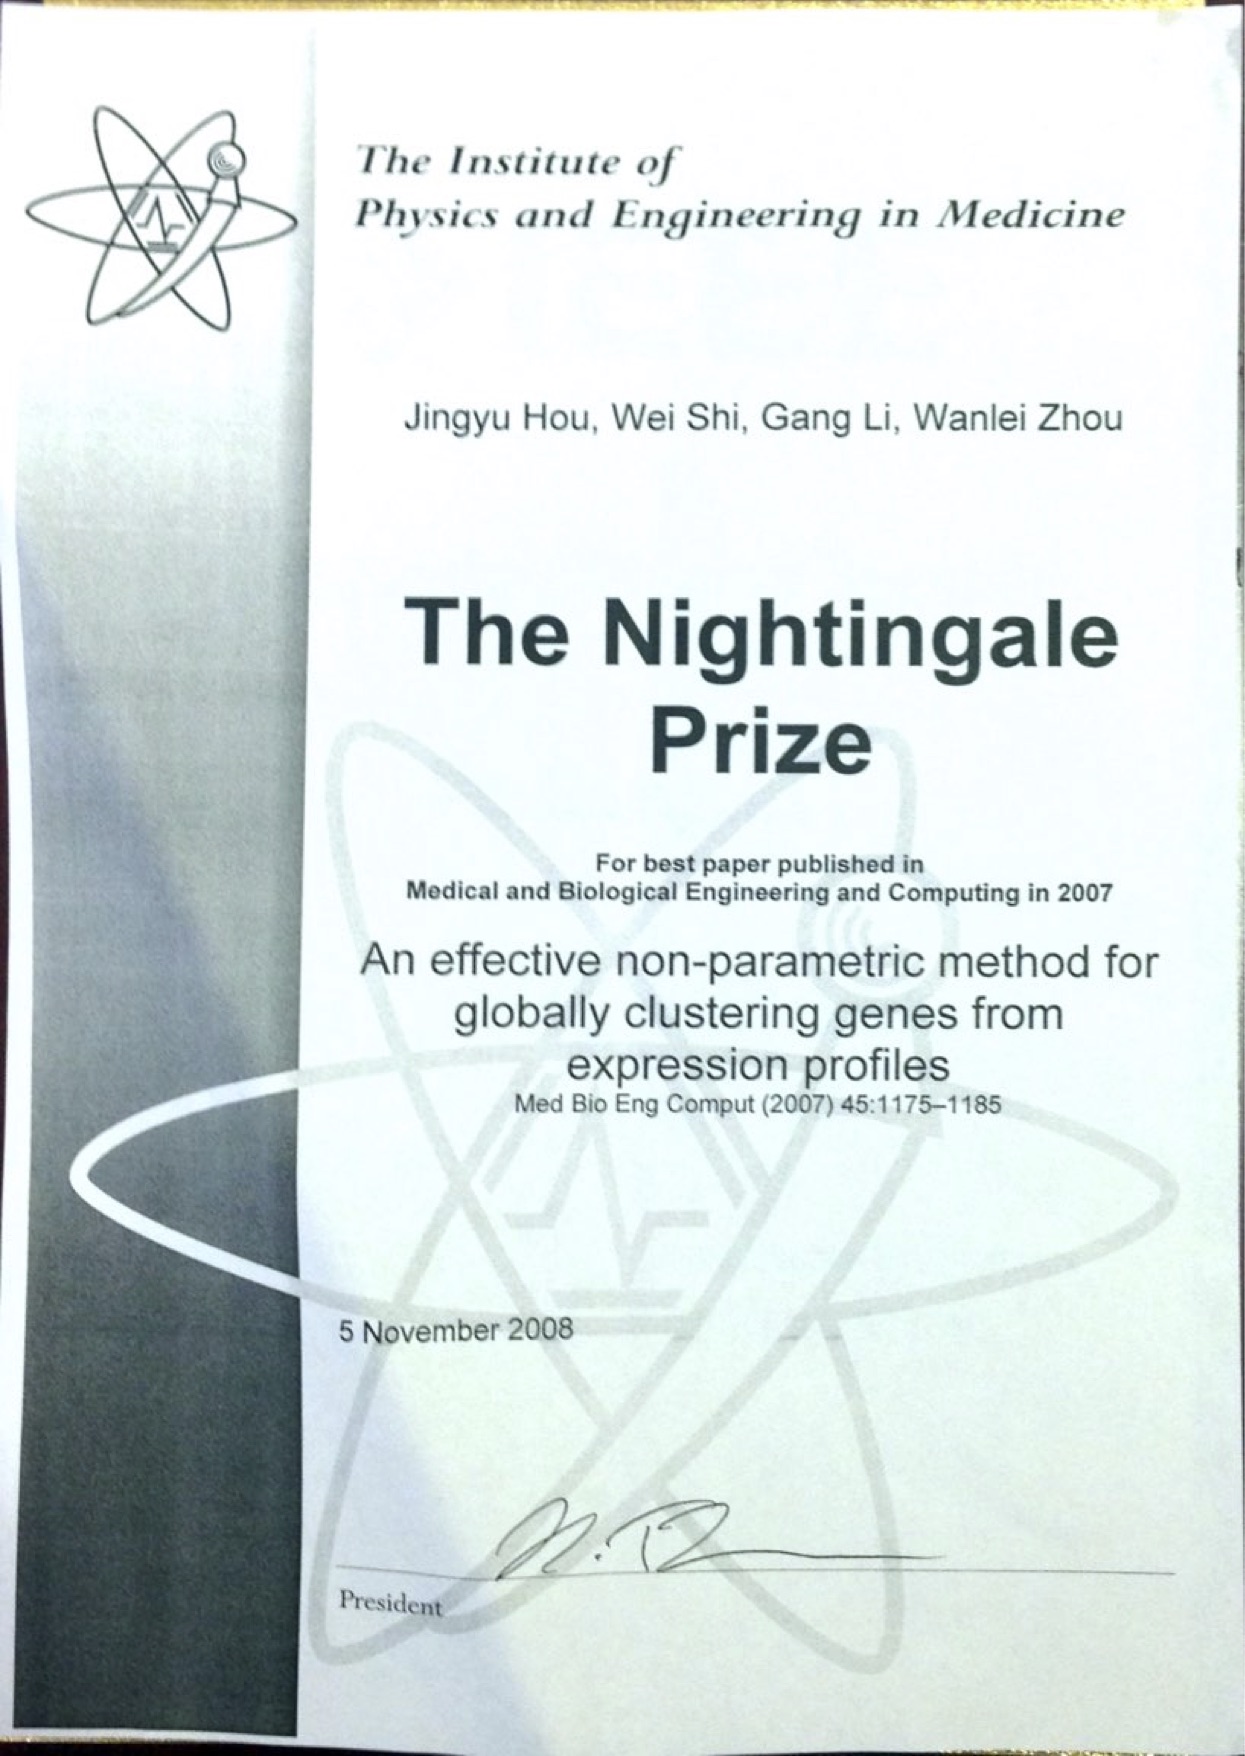 The Institute of
Physics and Engineering in Medicine
Jingyu Hou, Wei Shi, Gang Li, Wanlei Zhou
The Nightingale
Prize
For best paper published in
Medical and Biological Engineering and Computing in 2007
An effective non-parametric method for
globally clustering genes from
expression profiles
Med Bio Eng Comput (2007) 45:1175–1185
5 November 2008
President